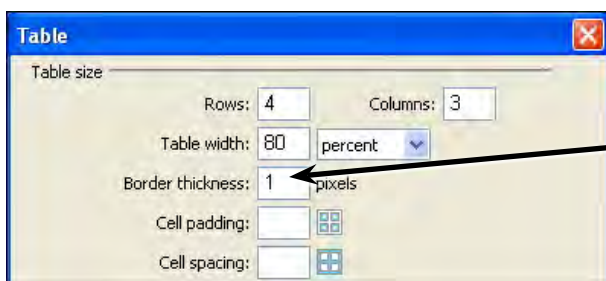 Table
Table size
Rows: 4 Columns: 3
Table width: 80 percent
Border thickness: 1 pixels
Cell padding:
Cell spacing: